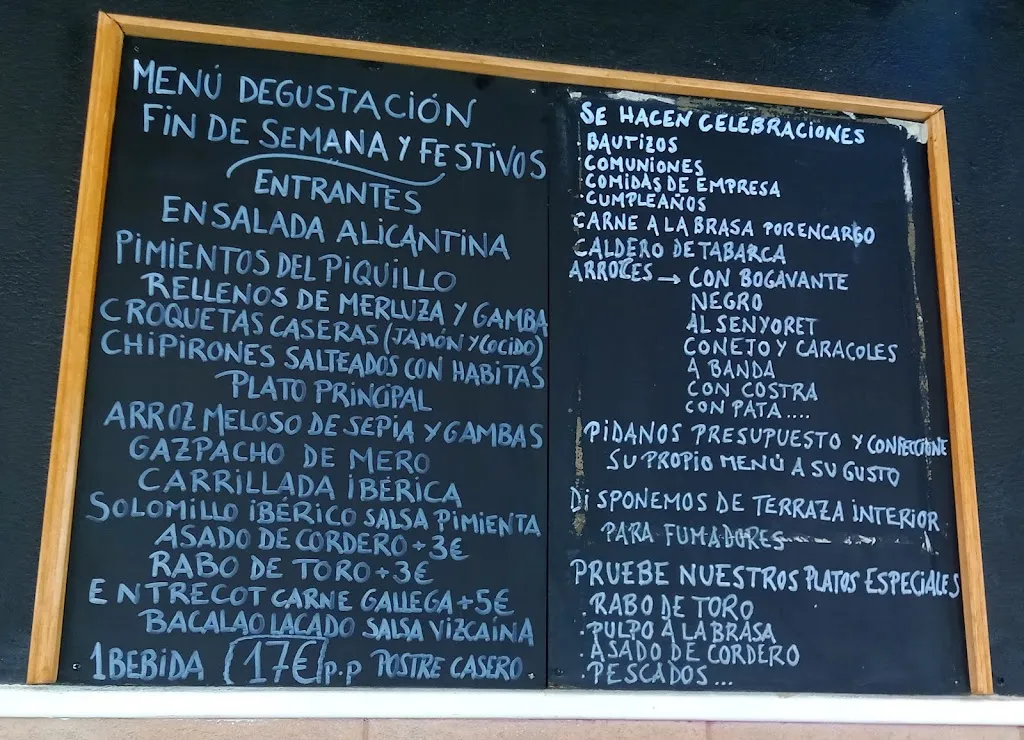 MENÚ DEGUSTACIÓN
FIN DE SEMANA Y FESTIVOS
ENTRANTES
ENSALADA ALICANTINA
PIMIENTOS DEL PIQUILLO
RELLENOS DE MERLUZA Y GAMBA
CROQUETAS CASERAS (JAMÓN Y COCIDO)
CHIPIRONES SALTEADOS CON HABITAS
PLATO PRINCIPAL
ARROZ MELOSO DE SEPIA Y GAMBAS
GAZPACHO DE MERO
CARRILLADA IBÉRICA
SOLOMILLO IBÉRICO SALSA PIMIENTA
ASADO DE CORDERO + 3€
RABO DE TORO + 3€
ENTRECOT CARNE GALLEGA + 5€
BACALAO LACADO SALSA VIZCAÍNA
1 BEBIDA (17€) p.p POSTRE CASERO
SE HACEN CELEBRACIONES
BAUTIZOS
COMUNIONES
COMIDAS DE EMPRESA
·CUMPLEAÑOS
CARNE A LA BRASA POR ENCARGO
CALDERO DE TABARCA
ARROCES → CON BOGAVANTE
NEGRO
AL SENYORET
CONEJO Y CARACOLES
A BANDA
CON COSTRA
CON PATA....
PIDANOS PRESUPUESTO Y CONFECCIONE
SU PROPIO MENÚ A SU GUSTO
DISPONEMOS DE TERRAZA INTERIOR
PARA FUMADORES
PRUEBE NUESTROS PLATOS ESPECIALES
·RABO DE TORO
·PULPO A LA BRASA
·ASADO DE CORDERO
·PESCADOS...